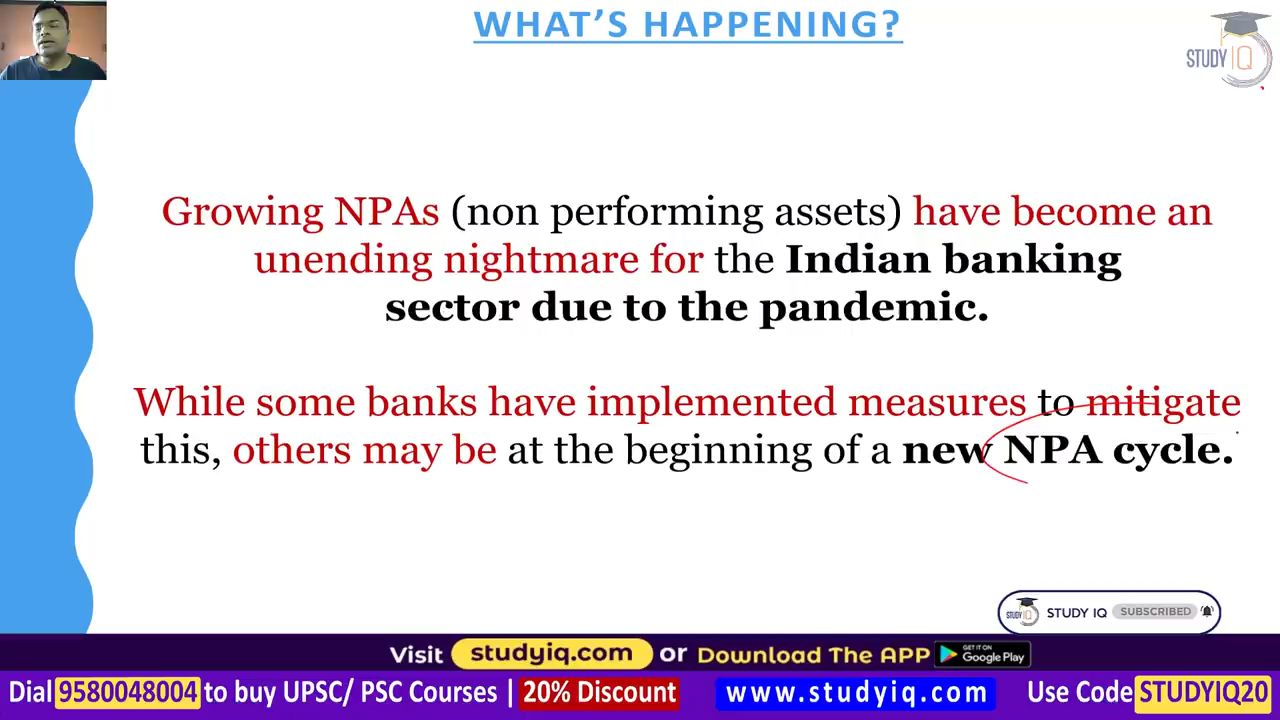 WHAT'S HAPPENING?
STUDY IQ
Growing NPAs (non performing assets) have become an
unending nightmare for the Indian banking
sector due to the pandemic.
While some banks have implemented measures to mitigate
this, others may be at the beginning of a new NPA cycle.
STUDY IQ
STUDY IQ SUBSCRIBED
Visit studyiq.com or Download The APP GET IT ON Google Play
Dial 9580048004 to buy UPSC/ PSC Courses | 20% Discount www.studyiq.com Use Code STUDYIQ20